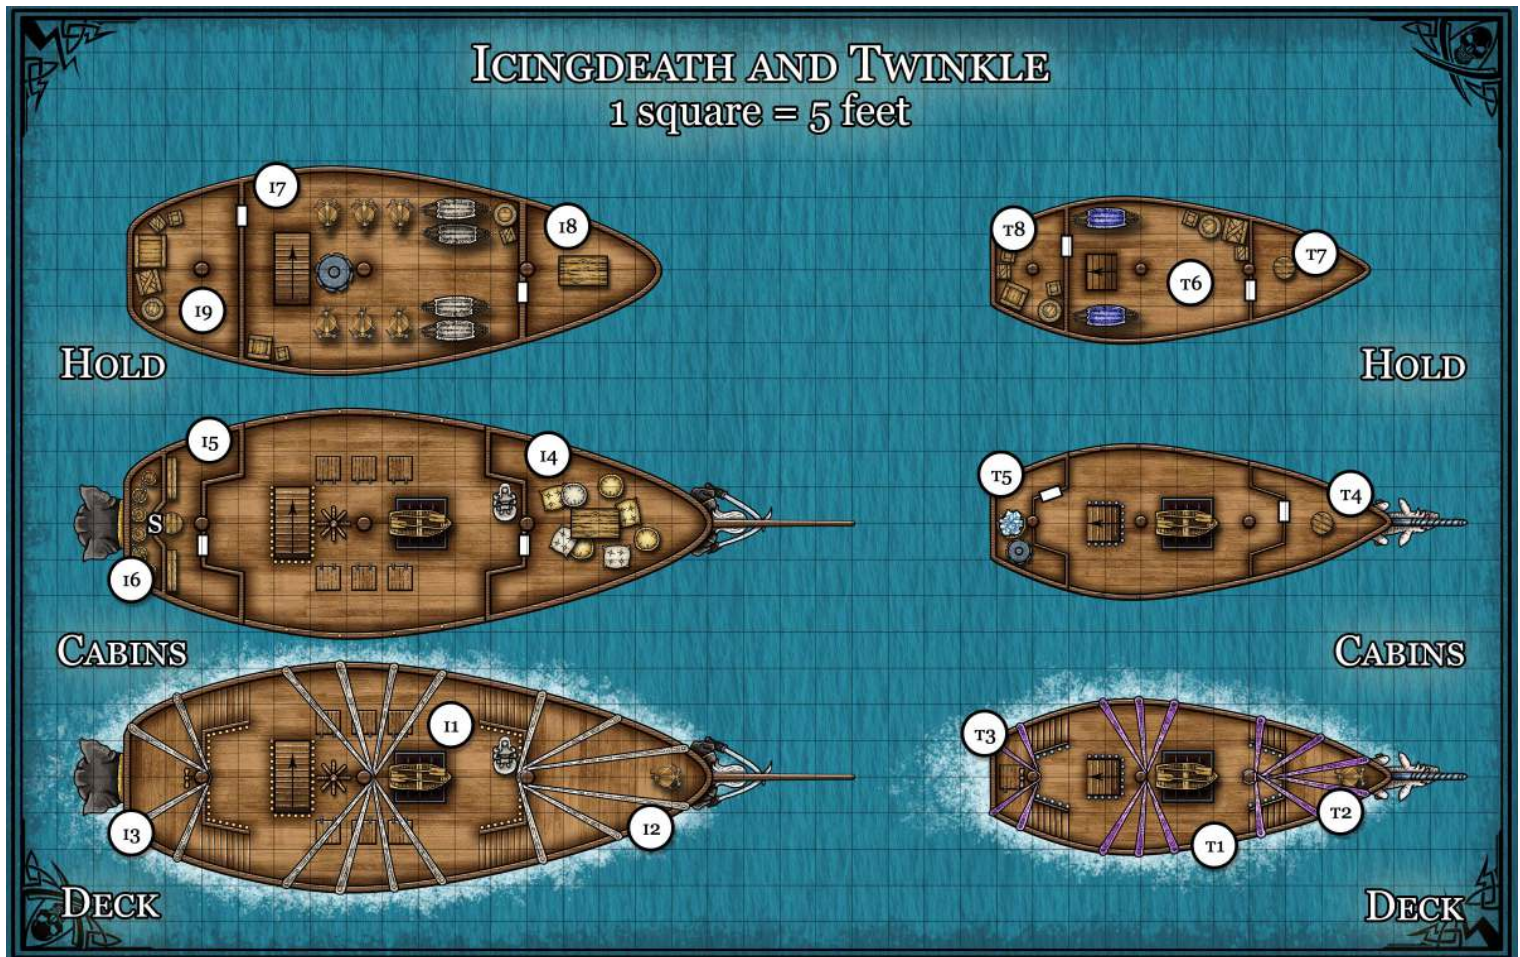 ICINGDEATH AND TWINKLE
1 square = 5 feet
I7
I8
I9
HOLD
T8
T7
T6
HOLD
I5
I4
S
I6
CABINS
T5
T4
CABINS
I1
I3
I2
DECK
T3
T2
T1
DECK